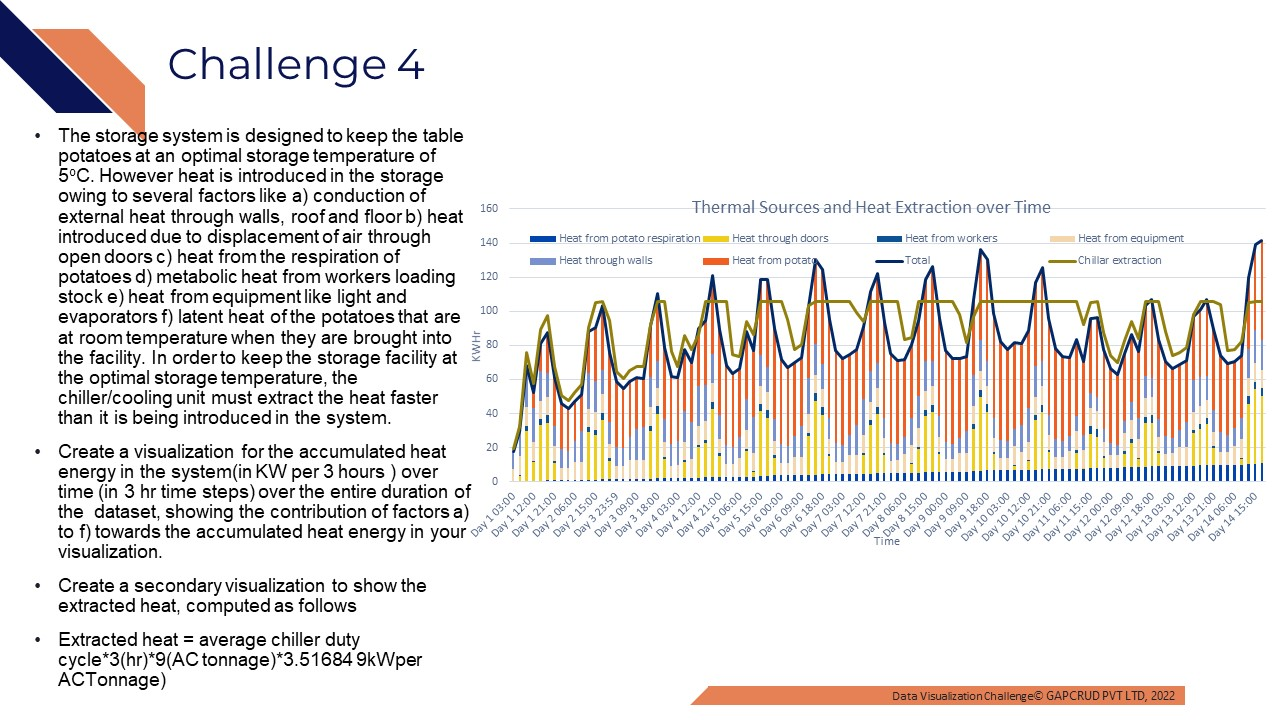 Challenge 4
• The storage system is designed to keep the table
potatoes at an optimal storage temperature of
5oC. However heat is introduced in the storage
owing to several factors like a) conduction of
external heat through walls, roof and floor b) heat
introduced due to displacement of air through
open doors c) heat from the respiration of
potatoes d) metabolic heat from workers loading
stock e) heat from equipment like light and
evaporators f) latent heat of the potatoes that are
at room temperature when they are brought into
the facility. In order to keep the storage facility at
the optimal storage temperature, the
chiller/cooling unit must extract the heat faster
than it is being introduced in the system.
• Create a visualization for the accumulated heat
energy in the system(in KW per 3 hours ) over
time (in 3 hr time steps) over the entire duration of
the dataset, showing the contribution of factors a)
to f) towards the accumulated heat energy in your
visualization.
• Create a secondary visualization to show the
extracted heat, computed as follows
• Extracted heat = average chiller duty
cycle*3(hr)*9(AC tonnage)*3.51684 9kWper
ACTonnage)
Thermal Sources and Heat Extraction over Time
Heat from potato respiration Heat through doors Heat from workers Heat from equipment
Heat through walls Heat from potato Total Chillar extraction
KWHr
160
140
120
100
80
60
40
20
0
Day 1 03:00
Day 1 12:00
Day 1 21:00
Day 2 06:00
Day 2 15:00
Day 3 23:59
Day 3 09:00
Day 3 18:00
Day 4 03:00
Day 4 12:00
Day 4 21:00
Day 5 06:00
Day 5 15:00
Day 6 00:00
Day 6 09:00
Day 6 18:00
Day 7 03:00
Day 7 12:00
Day 7 21:00
Day 8 06:00
Day 8 15:00
Day 9 00:00
Day 9 09:00
Day 9 18:00
Day 10 03:00
Day 10 12:00
Day 10 21:00
Day 11 06:00
Day 11 15:00
Day 12 00:00
Day 12 09:00
Day 12 18:00
Day 13 03:00
Day 13 12:00
Day 13 21:00
Day 14 06:00
Day 14 15:00
Time
Data Visualization Challenge© GAPCRUD PVT LTD, 2022